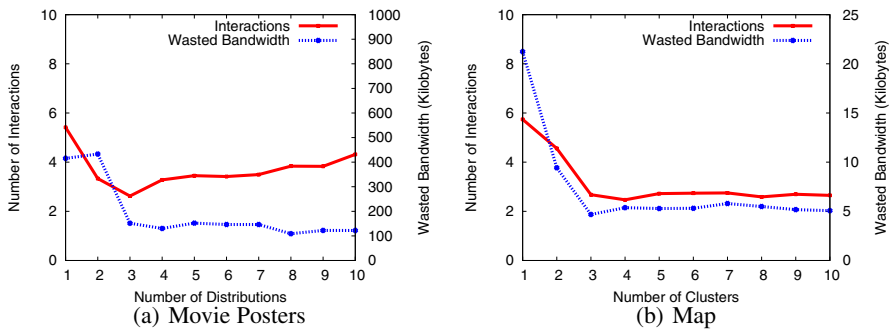 Interactions
Wasted Bandwidth
10
8
6
4
2
0
1000
900
800
700
600
500
400
300
200
100
0
Number of Interactions
Wasted Bandwidth (Kilobytes)
1 2 3 4 5 6 7 8 9 10
Number of Distributions
(a) Movie Posters
Interactions
Wasted Bandwidth
10
8
6
4
2
0
25
20
15
10
5
0
Number of Interactions
Wasted Bandwidth (Kilobytes)
1 2 3 4 5 6 7 8 9 10
Number of Clusters
(b) Map